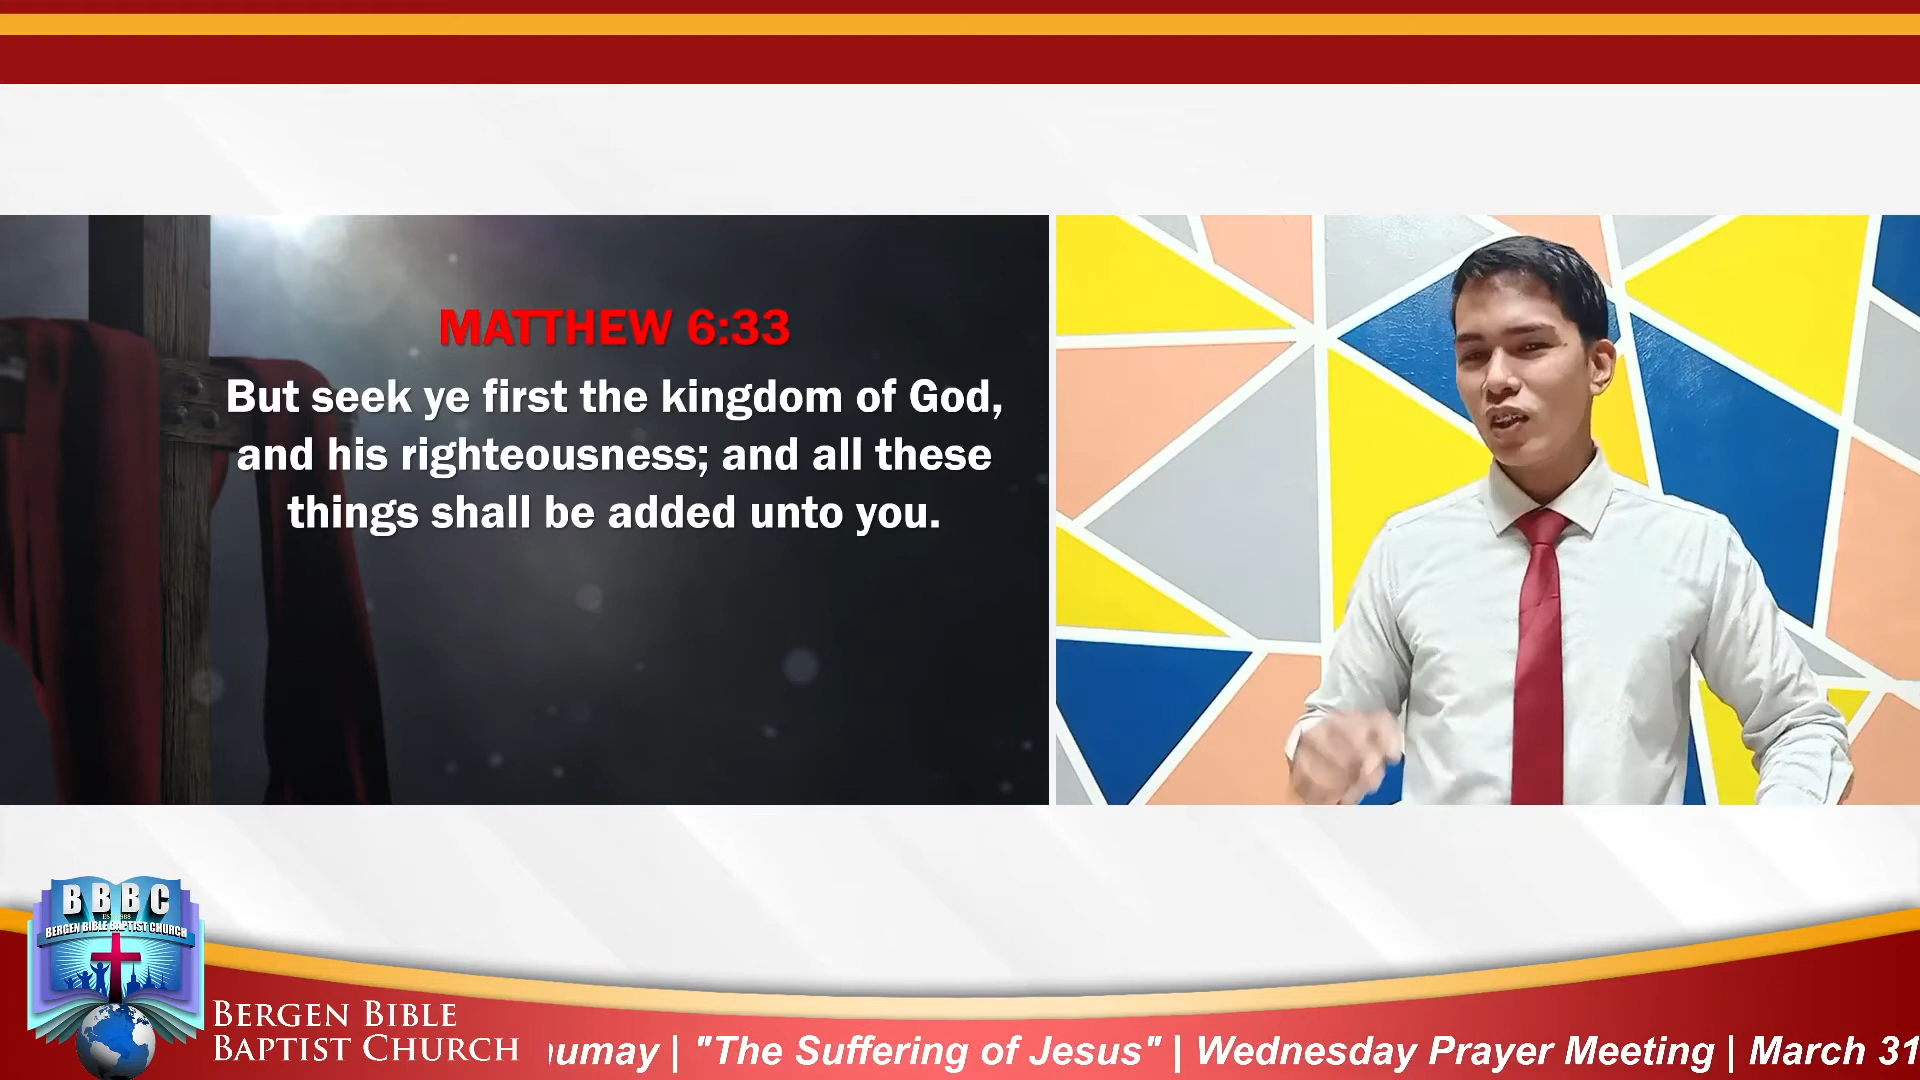 MATTHEW 6:33
But seek ye first the kingdom of God,
and his righteousness; and all these
things shall be added unto you.
B B B C
BERGEN BIBLE BAPTIST CHURCH
BERGEN BIBLE
BAPTIST CHURCH
| "The Suffering of Jesus" | Wednesday Prayer Meeting | March 31